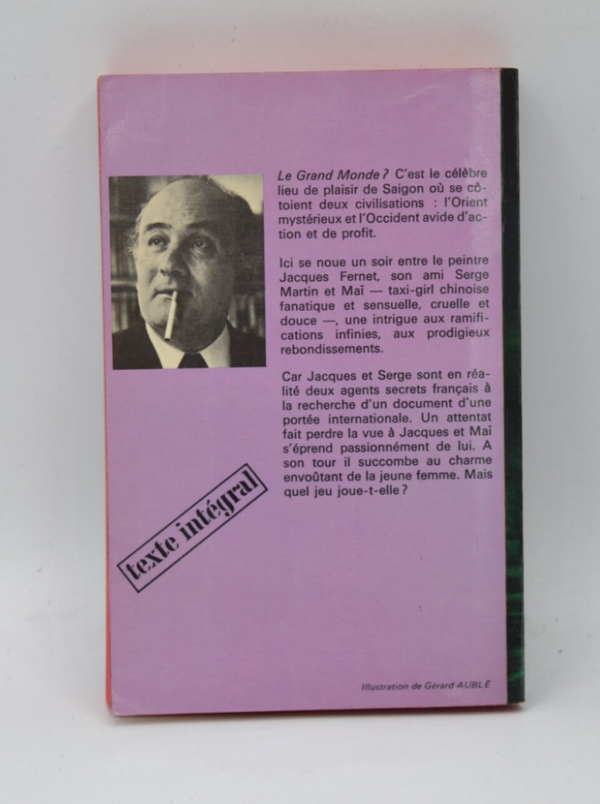 Le Grand Monde ? C'est le célèbre
lieu de plaisir de Saigon où se cô-
toient deux civilisations : l'Orient
mystérieux et l'Occident avide d'ac-
tion et de profit.
Ici se noue un soir entre le peintre
Jacques Fernet, son ami Serge
Martin et Maï — taxi-girl chinoise
fanatique et sensuelle, cruelle et
douce —, une intrigue aux ramifi-
cations infinies, aux prodigieux
rebondissements.
Car Jacques et Serge sont en réa-
lité deux agents secrets français à
la recherche d'un document d'une
portée internationale. Un attentat
fait perdre la vue à Jacques et Maï
s'éprend passionnément de lui. A
son tour il succombe au charme
envoûtant de la jeune femme. Mais
quel jeu joue-t-elle ?
texte intégral
Illustration de Gérard AUBLÉ